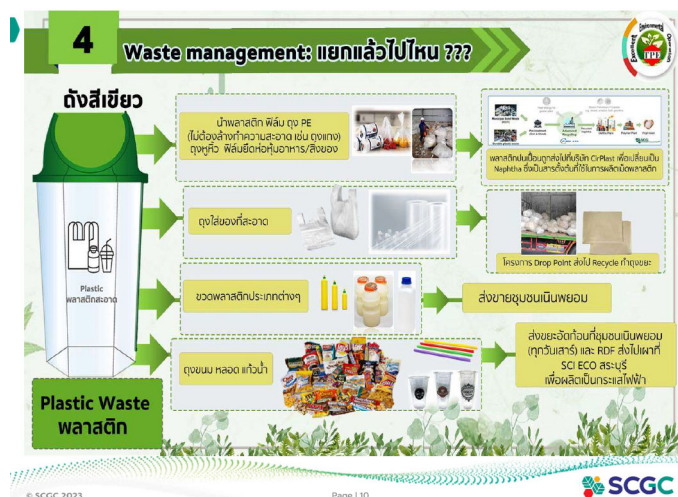 4
Waste management: แยกแล้วไปไหน ???
ถังสีเขียว
นำพลาสติก ฟิล์ม ถุง PE
(ไม่ต้องล้างทำความสะอาด เช่น ถุงแกง)
ถุงหูหิ้ว ฟิล์มยืดห่อหุ้มอาหาร/สิ่งของ
พลาสติกปนเปื้อนถูกส่งไปที่บริษัท CirPlast เพื่อเปลี่ยนเป็น
Naphtha ซึ่งเป็นสารตั้งต้นที่ใช้ในการผลิตเม็ดพลาสติก
ถุงใส่ของที่สะอาด
โครงการ Drop Point ส่งไป Recycle ทำถุงขยะ
Plastic
พลาสติกสะอาด
ขวดพลาสติกประเภทต่างๆ
ส่งขายชุมชนเนินพยอม
ถุงขนม หลอด แก้วน้ำ
ส่งขยะอัดก้อนที่ชุมชนเนินพยอม
(ทุกวันเสาร์) และ RDF ส่งไปเผาที่
SCI ECO สระบุรี
เพื่อผลิตเป็นกระแสไฟฟ้า
Plastic Waste
พลาสติก
© SCGC 2023
Page | 10
SCGC